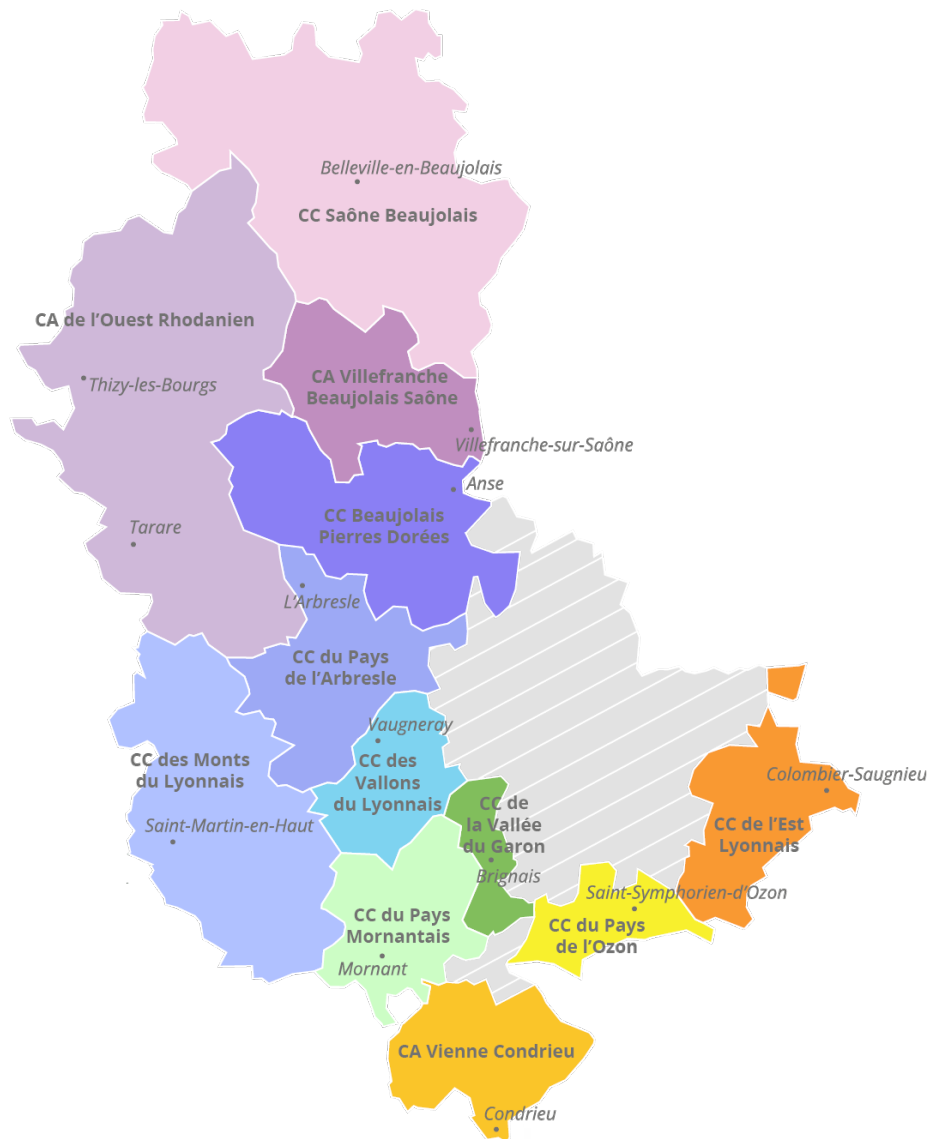 Belleville-en-Beaujolais
CC Saône Beaujolais
CA de l’Ouest Rhodanien
Thizy-les-Bourgs
CA Villefranche
Beaujolais Saône
Villefranche-sur-Saône
Anse
CC Beaujolais
Pierres Dorées
Tarare
L’Arbresle
CC du Pays
de l’Arbresle
Vaugneray
CC des Monts
du Lyonnais
CC des
Vallons
du Lyonnais
Colombier-Saugnieu
CC de
la Vallée
du Garon
Saint-Martin-en-Haut
CC de l’Est
Lyonnais
Brignais
Saint-Symphorien-d’Ozon
CC du Pays
Mornantais
CC du Pays
de l’Ozon
Mornant
CA Vienne Condrieu
Condrieu